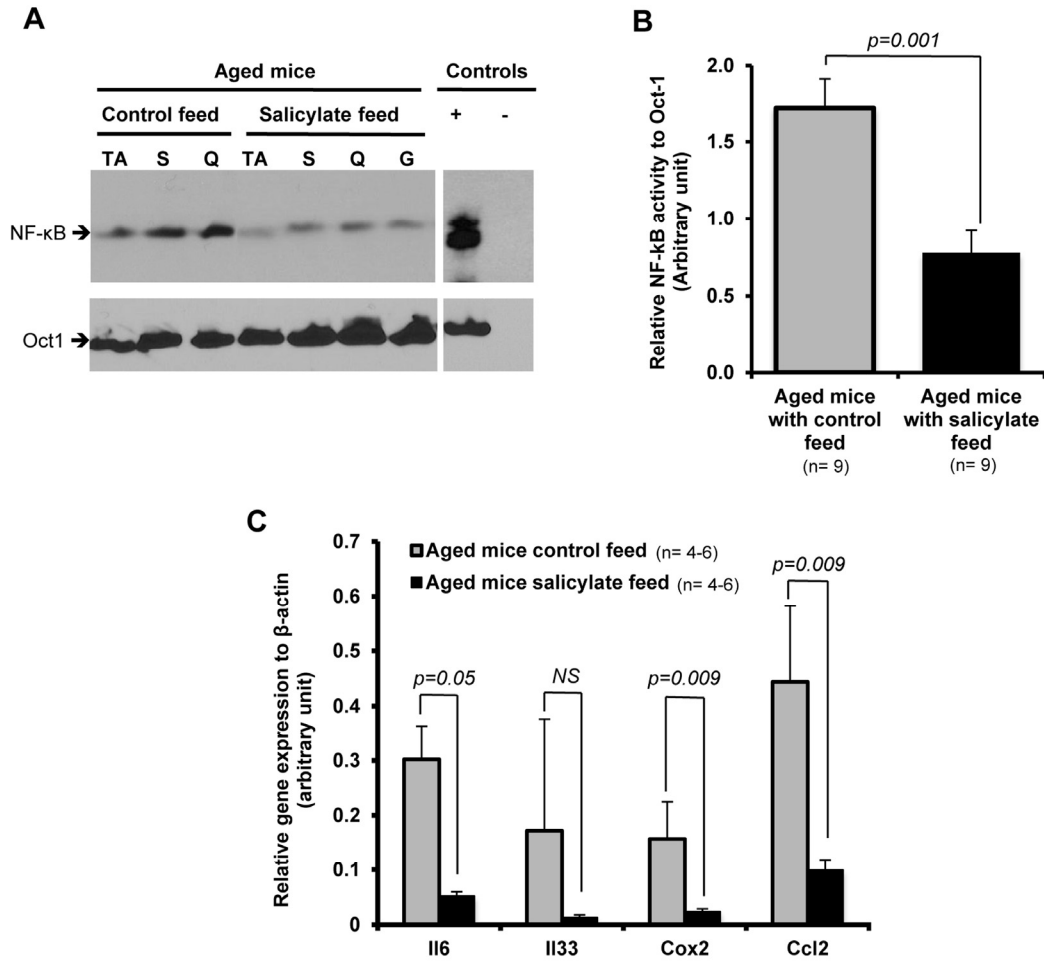 A
Aged mice
Controls
Control feed
Salicylate feed
+
-
TA
S
Q
TA
S
Q
G
NF-κB
Oct1
B
p=0.001
Relative NF-kB activity to Oct-1
(Arbitrary unit)
2.0
1.5
1.0
0.5
0.0
Aged mice
with control
feed
(n= 9)
Aged mice
with salicylate
feed
(n= 9)
C
Relative gene expression to β-actin
(arbitrary unit)
0.7
0.6
0.5
0.4
0.3
0.2
0.1
0
Aged mice control feed (n= 4-6)
Aged mice salicylate feed (n= 4-6)
p=0.05
NS
p=0.009
p=0.009
Il6
Il33
Cox2
Ccl2